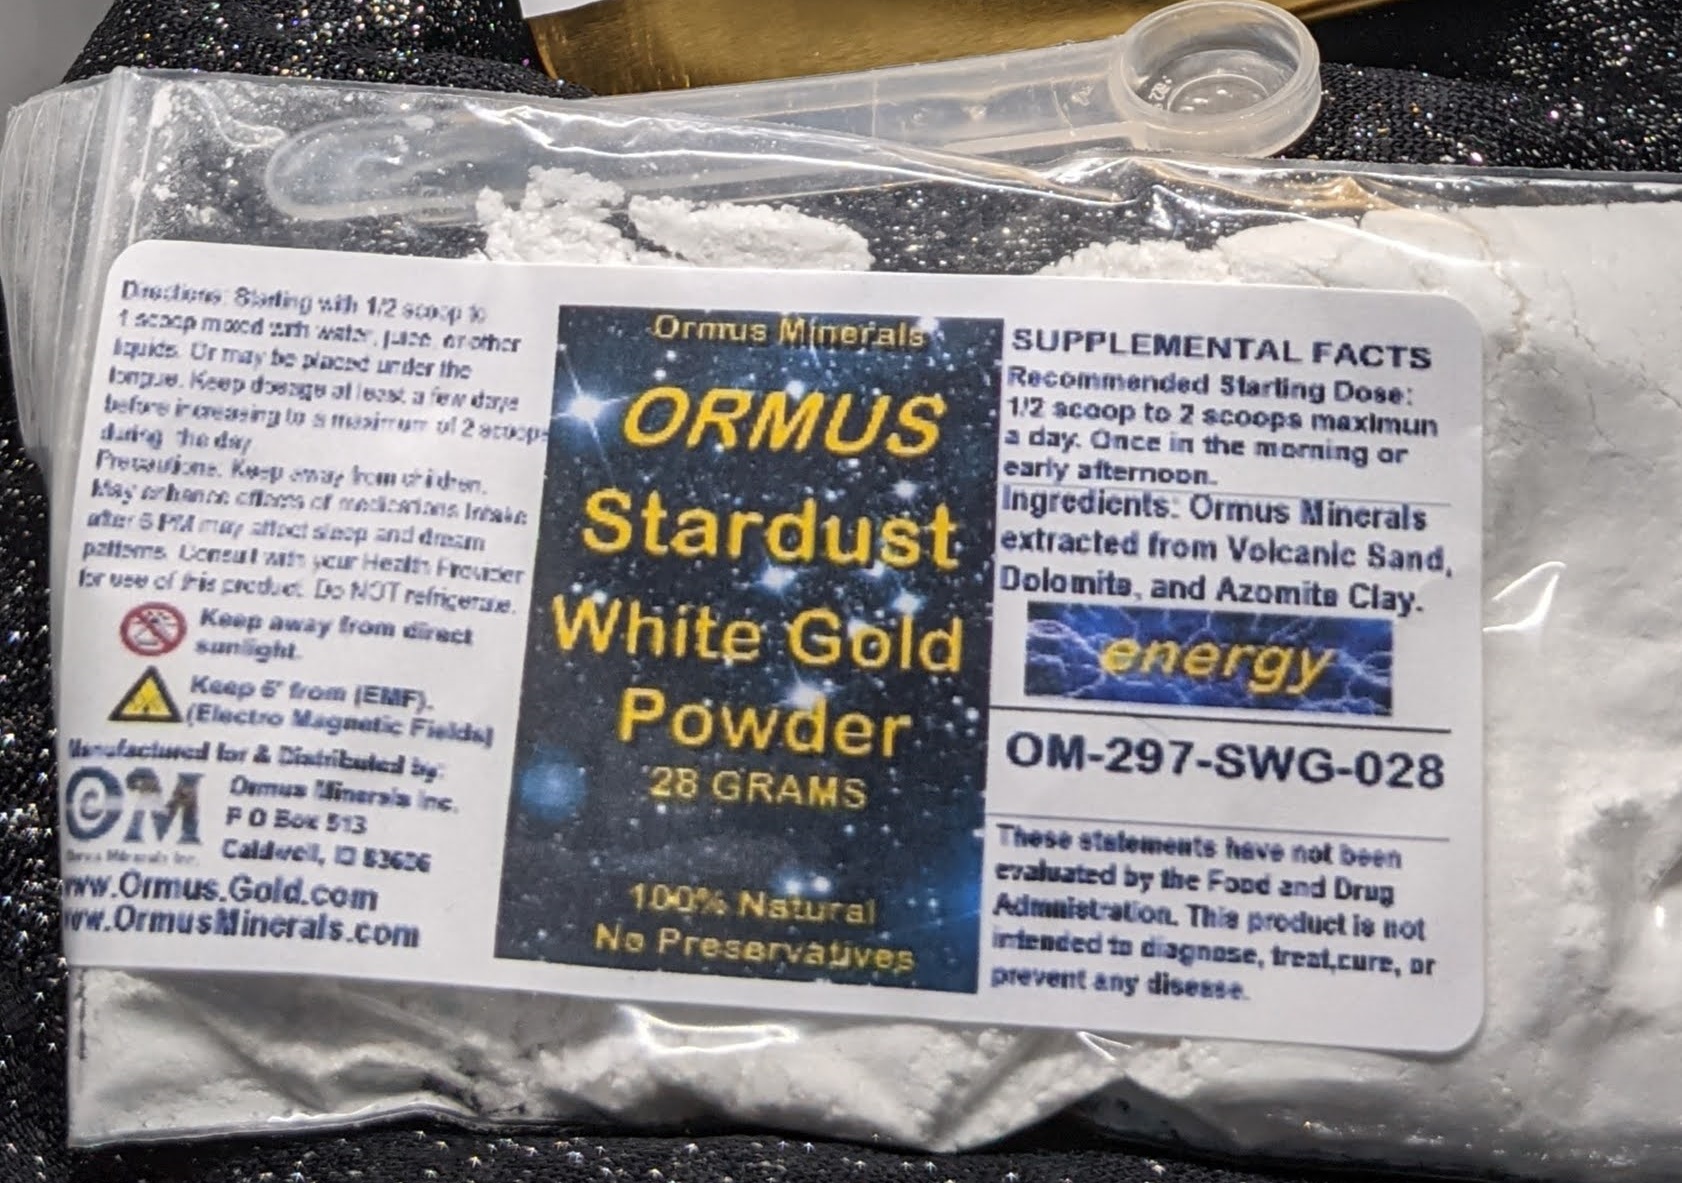 Directions: Starting with 1/2 scoop to
1 scoop mixed with water, juice, or other
liquids. Or may be placed under the
tongue. Keep dosage at least a few days
before increasing to a maximum of 2 scoops
during the day
Precautions: Keep away from children.
May enhance effects of medications Intake
after 6 PM may affect sleep and dream
patterns. Consult with your Health Provider
for use of this product. Do NOT refrigerate.
Keep away from direct
sunlight.
Keep 6' from (EMF).
(Electro Magnetic Fields)
Manufactured for & Distributed by:
OM
Ormus Minerals Inc.
Ormus Minerals Inc.
P O Box 513
Caldwell, ID 83606
www.Ormus.Gold.com
www.OrmusMinerals.com
Ormus Minerals
ORMUS
Stardust
White Gold
Powder
28 GRAMS
100% Natural
No Preservatives
SUPPLEMENTAL FACTS
Recommended Starting Dose:
1/2 scoop to 2 scoops maximun
a day. Once in the morning or
early afternoon.
Ingredients: Ormus Minerals
extracted from Volcanic Sand,
Dolomite, and Azomite Clay.
energy
OM-297-SWG-028
These statements have not been
evaluated by the Food and Drug
Admnistration. This product is not
intended to diagnose, treat,cure, or
prevent any disease.